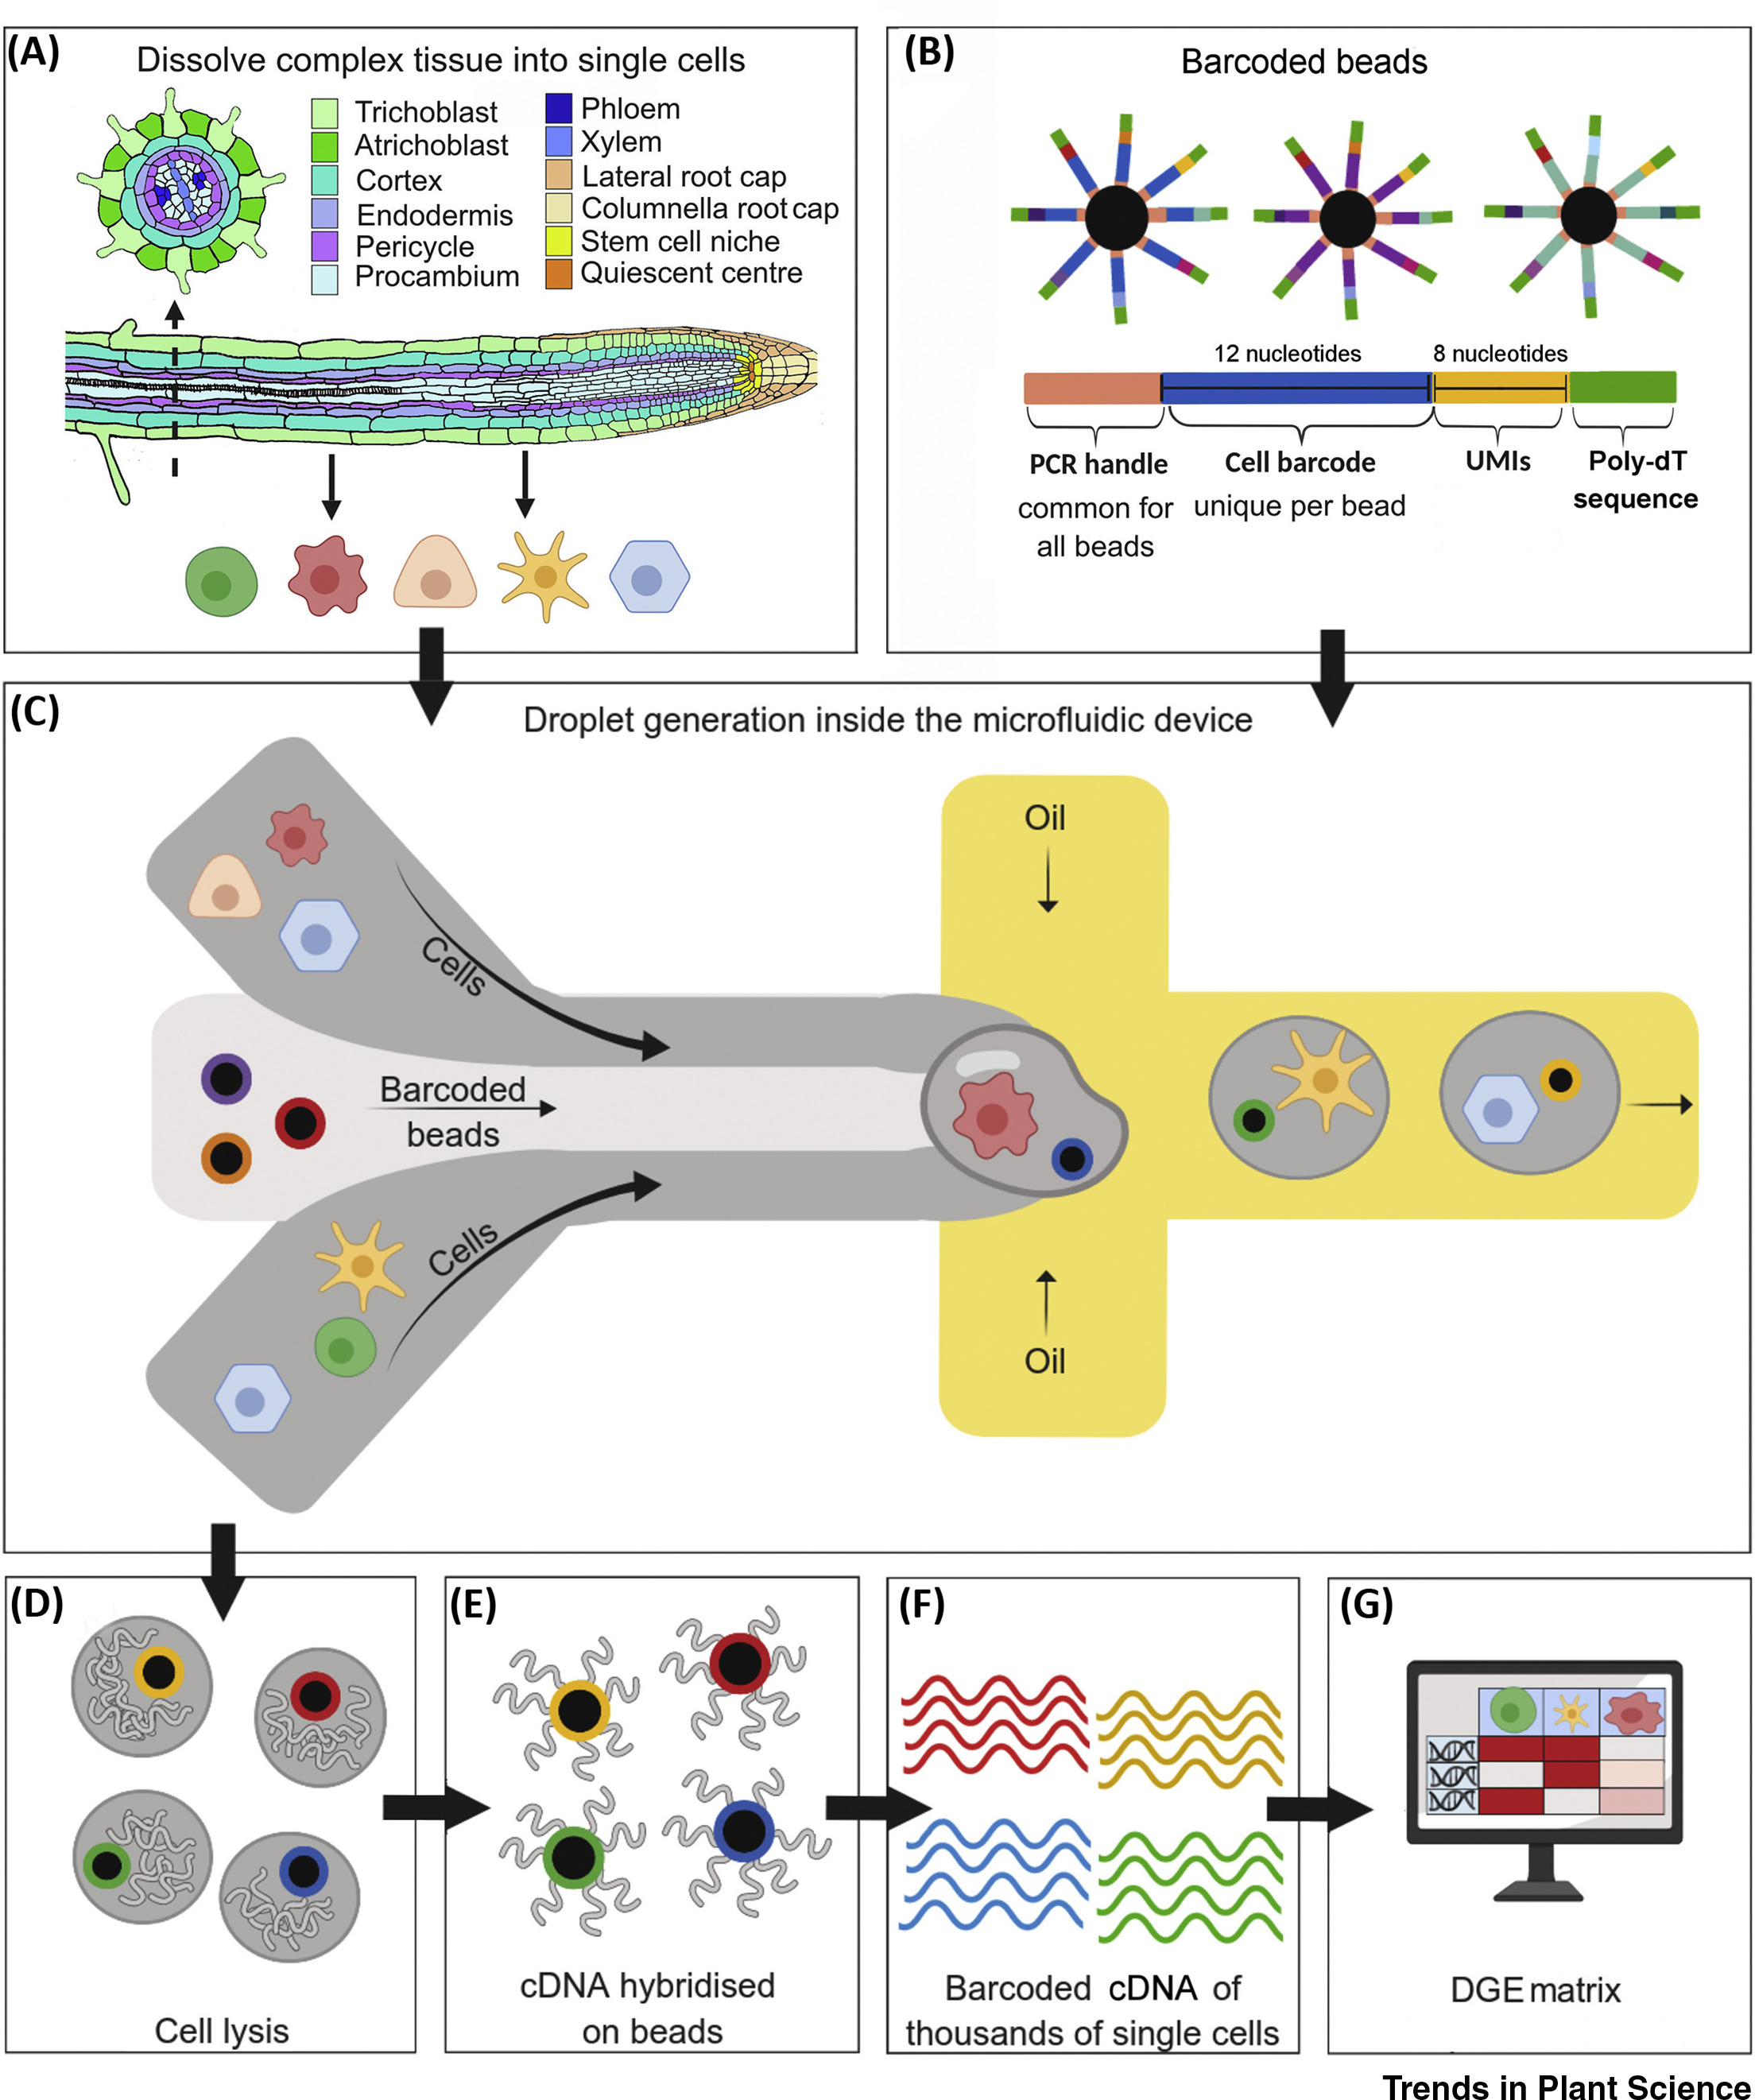 (A)
Dissolve complex tissue into single cells
Trichoblast
Atrichoblast
Cortex
Endodermis
Pericycle
Procambium
Phloem
Xylem
Lateral root cap
Columnella root cap
Stem cell niche
Quiescent centre
(B)
Barcoded beads
12 nucleotides
8 nucleotides
PCR handle
common for
all beads
Cell barcode
unique per bead
UMIs
Poly-dT
sequence
(C)
Droplet generation inside the microfluidic device
Oil
Cells
Barcoded
beads
Cells
Oil
(D)
Cell lysis
(E)
cDNA hybridised
on beads
(F)
Barcoded cDNA of
thousands of single cells
(G)
DGE matrix
Trends in Plant Science